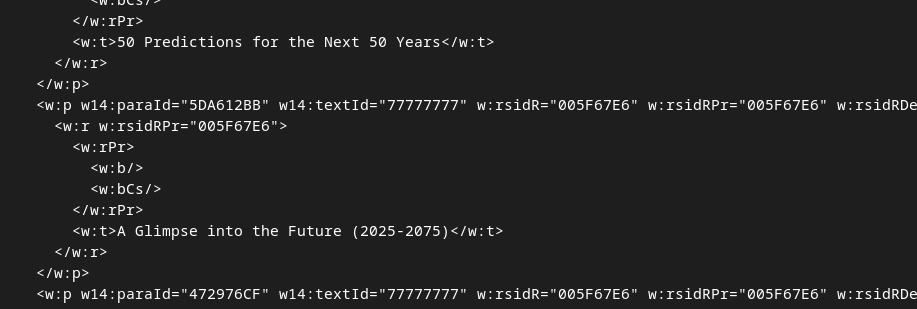 <w:bCs/>
</w:rPr>
<w:t>50 Predictions for the Next 50 Years</w:t>
</w:r>
</w:p>
<w:p w14:paraId="5DA612BB" w14:textId="77777777" w:rsidR="005F67E6" w:rsidRPr="005F67E6" w:rsidRDe
<w:r w:rsidRPr="005F67E6">
<w:rPr>
<w:b/>
<w:bCs/>
</w:rPr>
<w:t>A Glimpse into the Future (2025-2075)</w:t>
</w:r>
</w:p>
<w:p w14:paraId="472976CF" w14:textId="77777777" w:rsidR="005F67E6" w:rsidRPr="005F67E6" w:rsidRDe